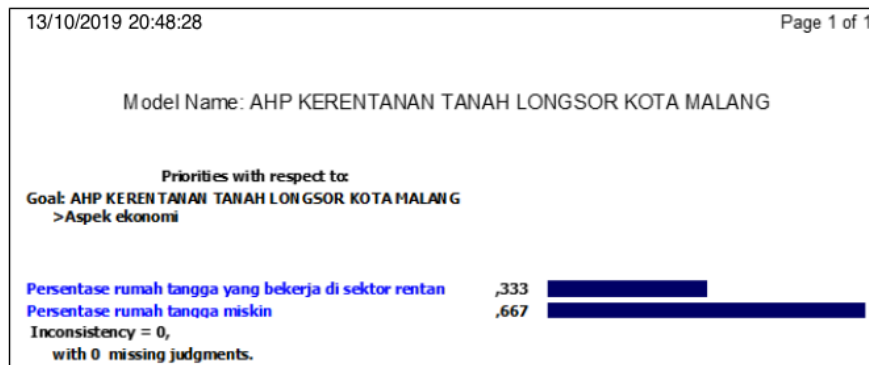 13/10/2019 20:48:28 Page 1 of 1
Model Name: AHP KERENTANAN TANAH LONGSOR KOTA MALANG
Priorities with respect to:
Goal: AHP KERENTANAN TANAH LONGSOR KOTA MALANG
>Aspek ekonomi
Persentase rumah tangga yang bekerja di sektor rentan ,333
Persentase rumah tangga miskin ,667
Inconsistency = 0,
with 0 missing judgments.